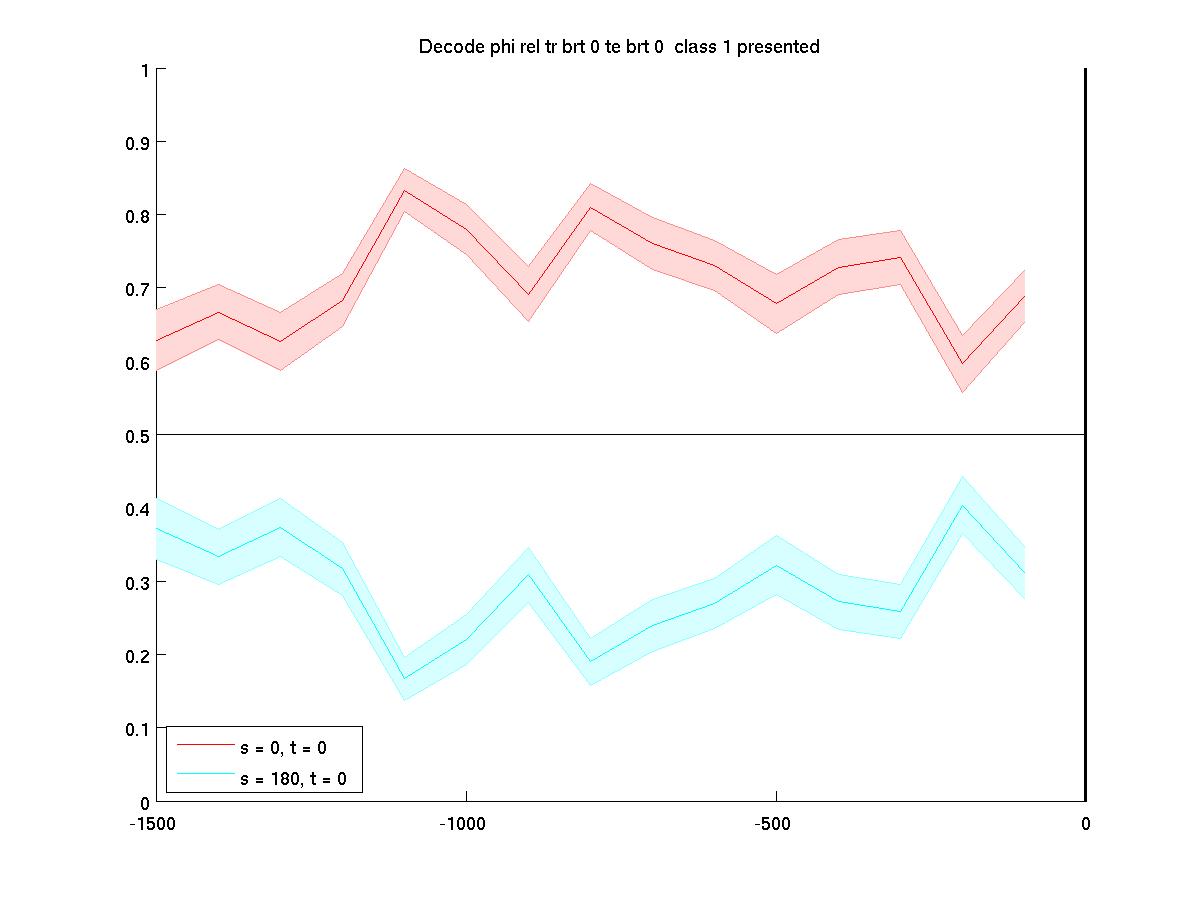 Decode phi rel tr brt 0 te brt 0  class 1 presented
1
0.9
0.8
0.7
0.6
0.5
0.4
0.3
0.2
0.1
0
s = 0, t = 0
s = 180, t = 0
-1500 -1000 -500 0